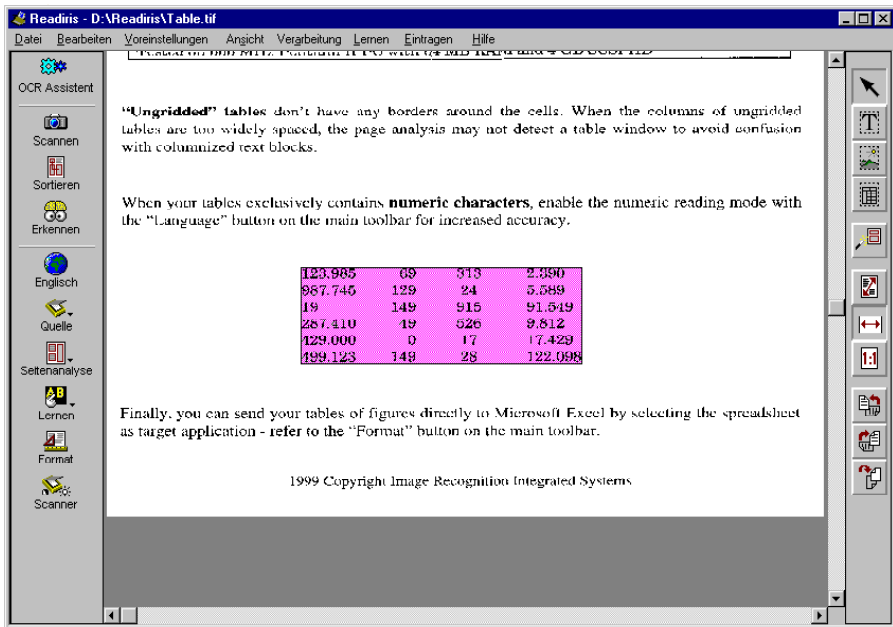 Readiris - D:\Readiris\Table.tif
Datei Bearbeiten Voreinstellungen Ansicht Verarbeitung Lernen Eintragen Hilfe
OCR Assistent
Scannen
Sortieren
Erkennen
Englisch
Quelle
Seitenanalyse
Lernen
Format
Scanner
"Ungridded" tables don't have any borders around the cells. When the columns of ungridded
tables are too widely spaced, the page analysis may not detect a table window to avoid confusion
with columnized text blocks.
When your tables exclusively contains numeric characters, enable the numeric reading mode with
the "Language" button on the main toolbar for increased accuracy.
123.985 69 313 2.890
987.745 129 24 5.589
19 149 915 91.549
287.410 49 526 9.812
429.000 0 17 17.429
499.123 149 28 122.098
Finally, you can send your tables of figures directly to Microsoft Excel by selecting the spreadsheet
as target application - refer to the "Format" button on the main toolbar.
1999 Copyright Image Recognition Integrated Systems
1:1